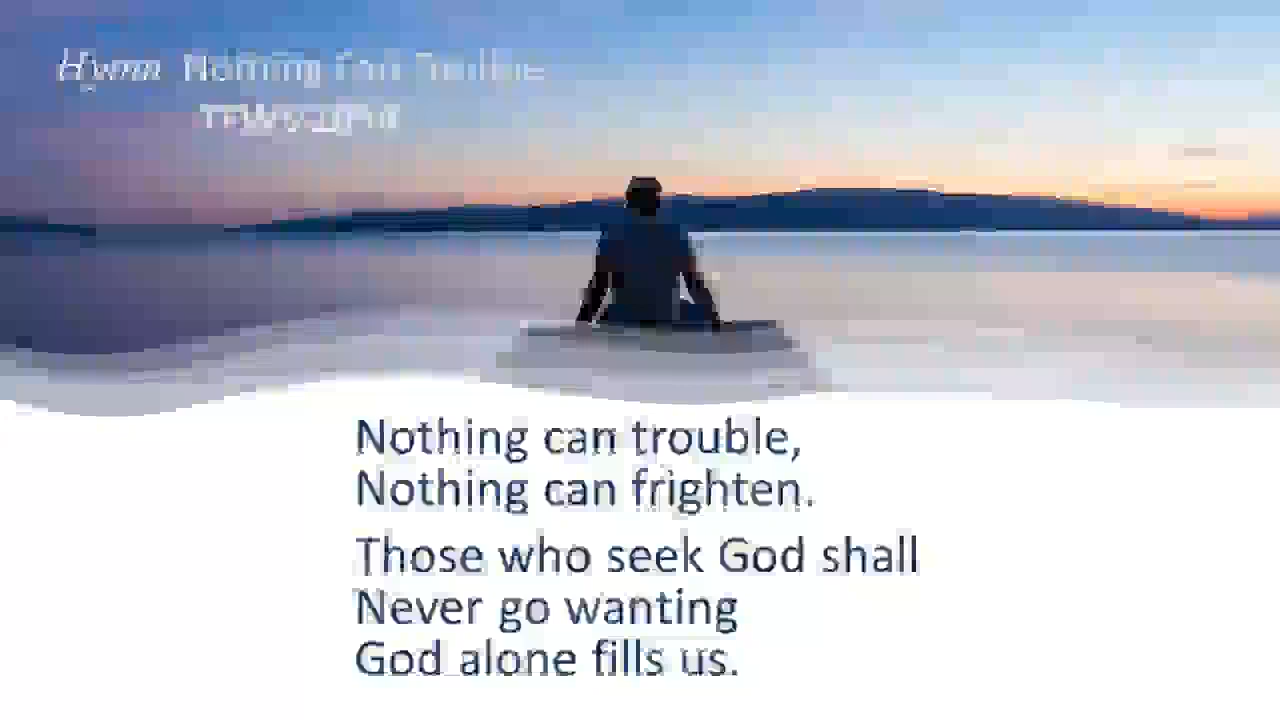 Hymn Nothing Can Trouble
Nothing can trouble,
Nothing can frighten.
Those who seek God shall
Never go wanting
God alone fills us.